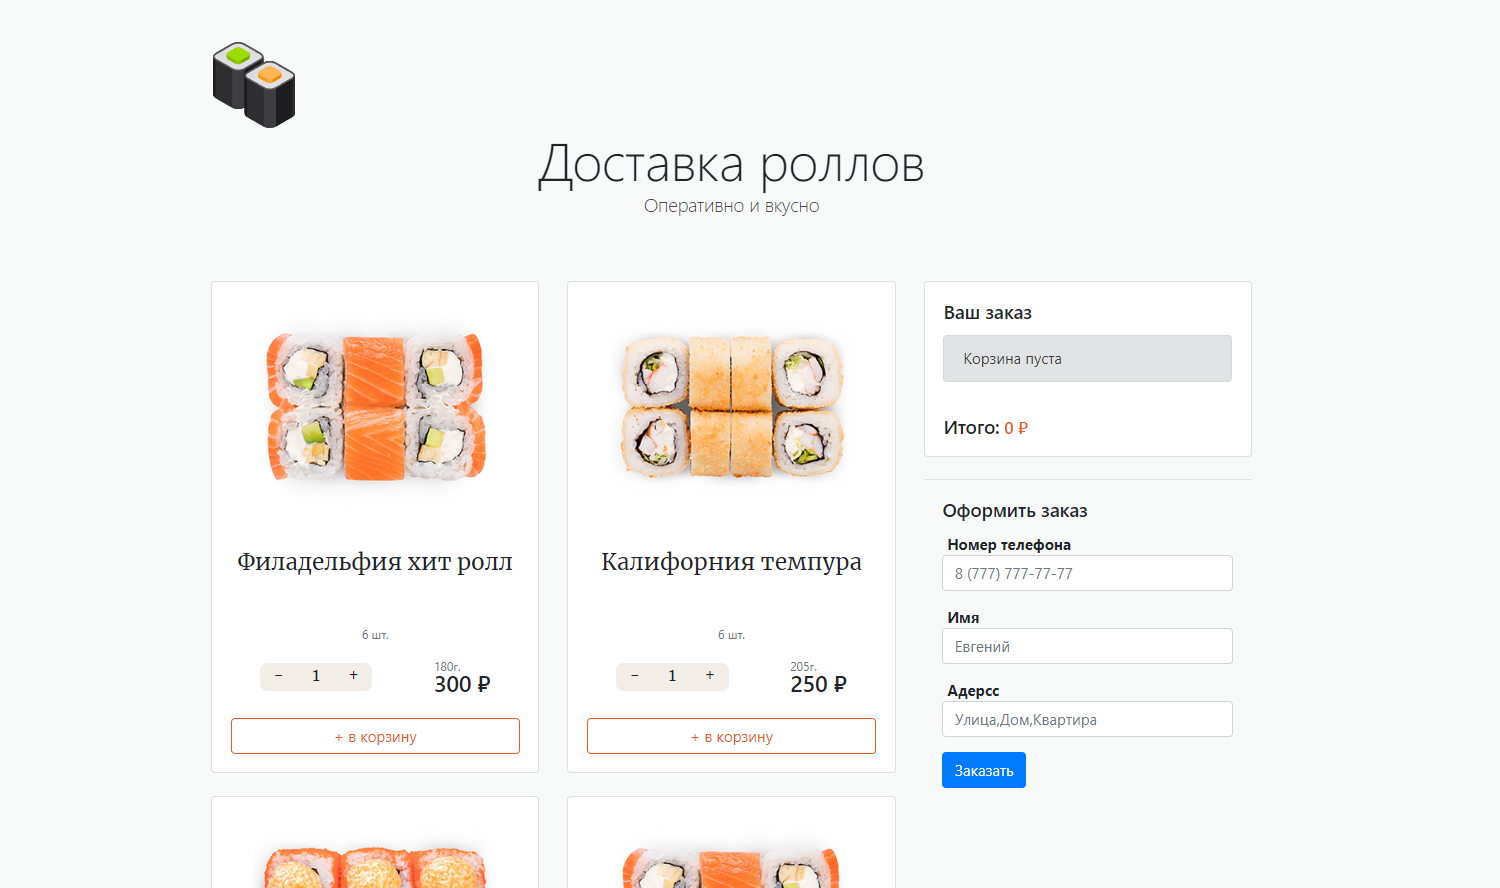 Доставка роллов
Оперативно и вкусно
Филадельфия хит ролл
6 шт.
- 1 +
180г.
300 ₽
+ в корзину
Калифорния темпура
6 шт.
- 1 +
205г.
250 ₽
+ в корзину
Ваш заказ
Корзина пуста
Итого: 0 ₽
Оформить заказ
Номер телефона
8 (777) 777-77-77
Имя
Евгений
Адерсс
Улица,Дом,Квартира
Заказать